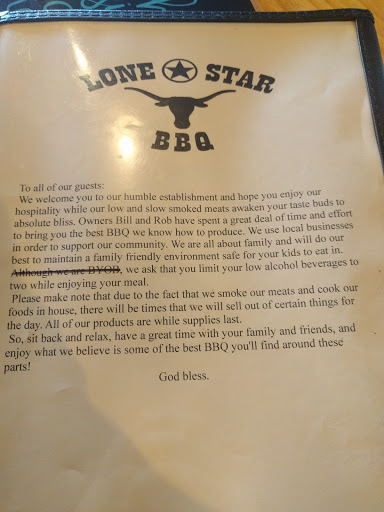 LONE STAR
BBQ
To all of our guests:
We welcome you to our humble establishment and hope you enjoy our
hospitality while our low and slow smoked meats awaken your taste buds to
absolute bliss. Owners Bill and Rob have spent a great deal of time and effort
to bring you the best BBQ we know how to produce. We use local businesses
in order to support our community. We are all about family and will do our
best to maintain a family friendly environment safe for your kids to eat in.
Although we are BYOB, we ask that you limit your low alcohol beverages to
two while enjoying your meal.
Please make note that due to the fact that we smoke our meats and cook our
foods in house, there will be times that we will sell out of certain things for
the day. All of our products are while supplies last.
So, sit back and relax, have a great time with your family and friends, and
enjoy what we believe is some of the best BBQ you'll find around these
parts!
God bless.